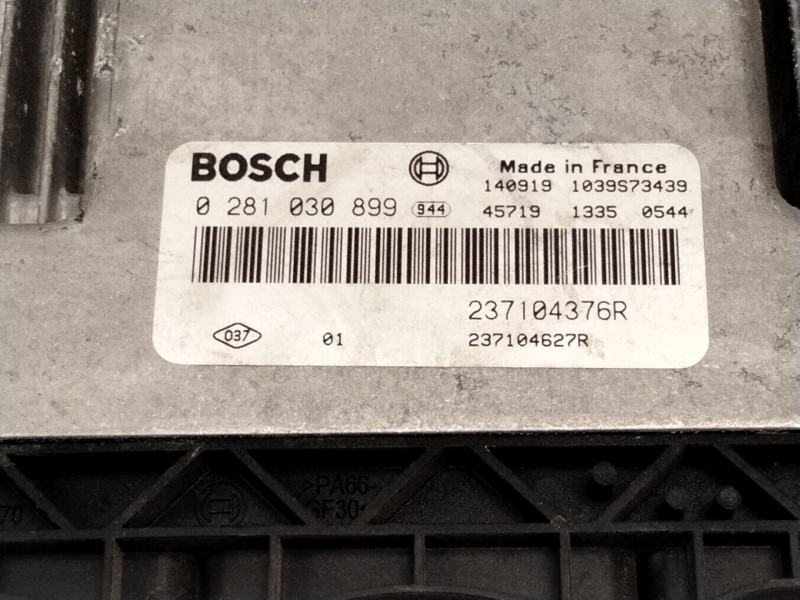 BOSCH
Made in France
140919 1039S73439
0 281 030 899 944 45719 1335 0544
237104376R
037 01 237104627R
>PA66-
GF30<
70